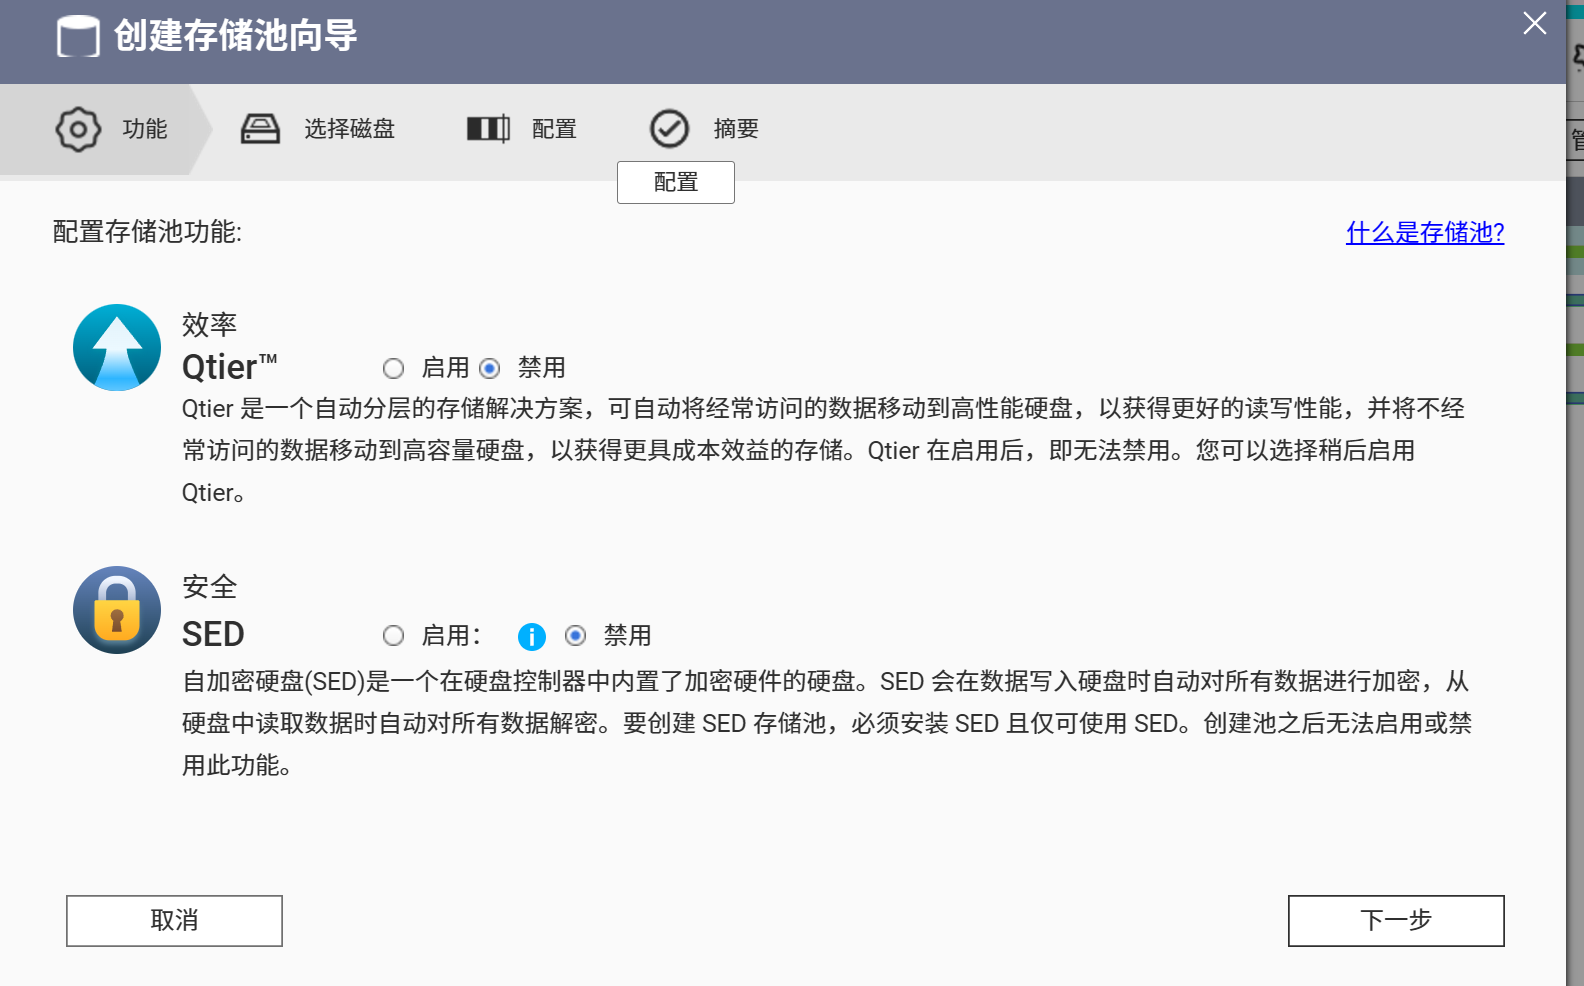 创建存储池向导
功能
选择磁盘
配置
摘要
管
配置
配置存储池功能:
什么是存储池?
效率
Qtier™
启用
禁用
Qtier 是一个自动分层的存储解决方案，可自动将经常访问的数据移动到高性能硬盘，以获得更好的读写性能，并将不经
常访问的数据移动到高容量硬盘，以获得更具成本效益的存储。Qtier 在启用后，即无法禁用。您可以选择稍后启用
Qtier。
安全
SED
启用：
禁用
自加密硬盘(SED)是一个在硬盘控制器中内置了加密硬件的硬盘。SED 会在数据写入硬盘时自动对所有数据进行加密，从
硬盘中读取数据时自动对所有数据解密。要创建 SED 存储池，必须安装 SED 且仅可使用 SED。创建池之后无法启用或禁
用此功能。
取消
下一步